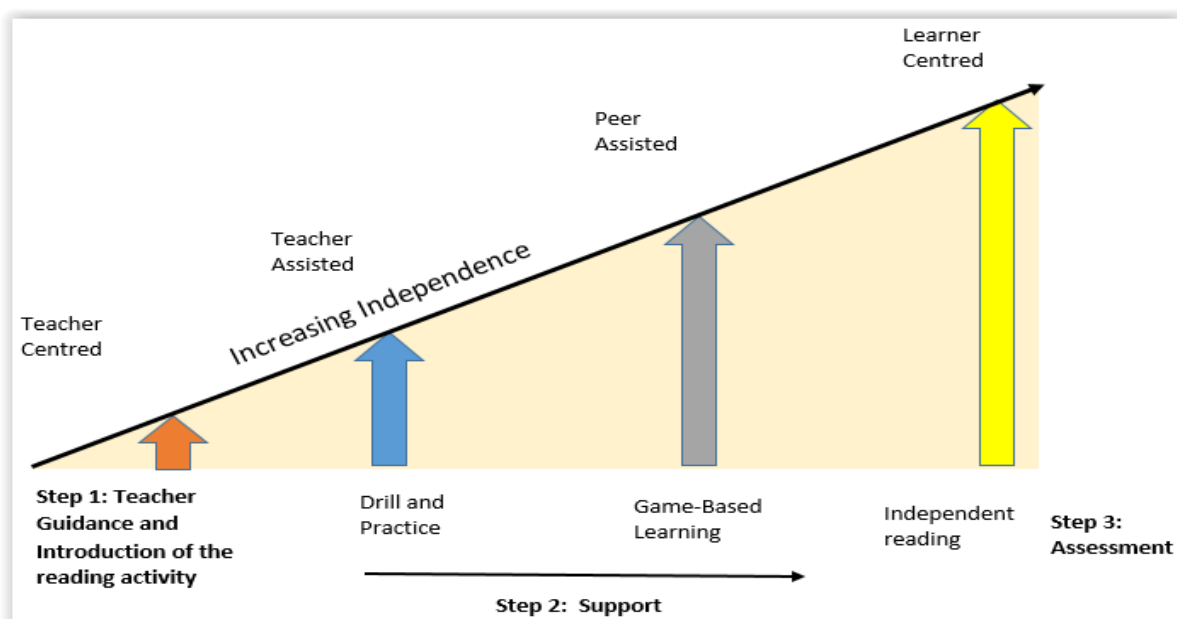 Learner
Centred
Peer
Assisted
Teacher
Assisted
Increasing Independence
Teacher
Centred
Step 1: Teacher
Guidance and
Introduction of the
reading activity
Drill and
Practice
Game-Based
Learning
Independent
reading
Step 3:
Assessment
Step 2:  Support